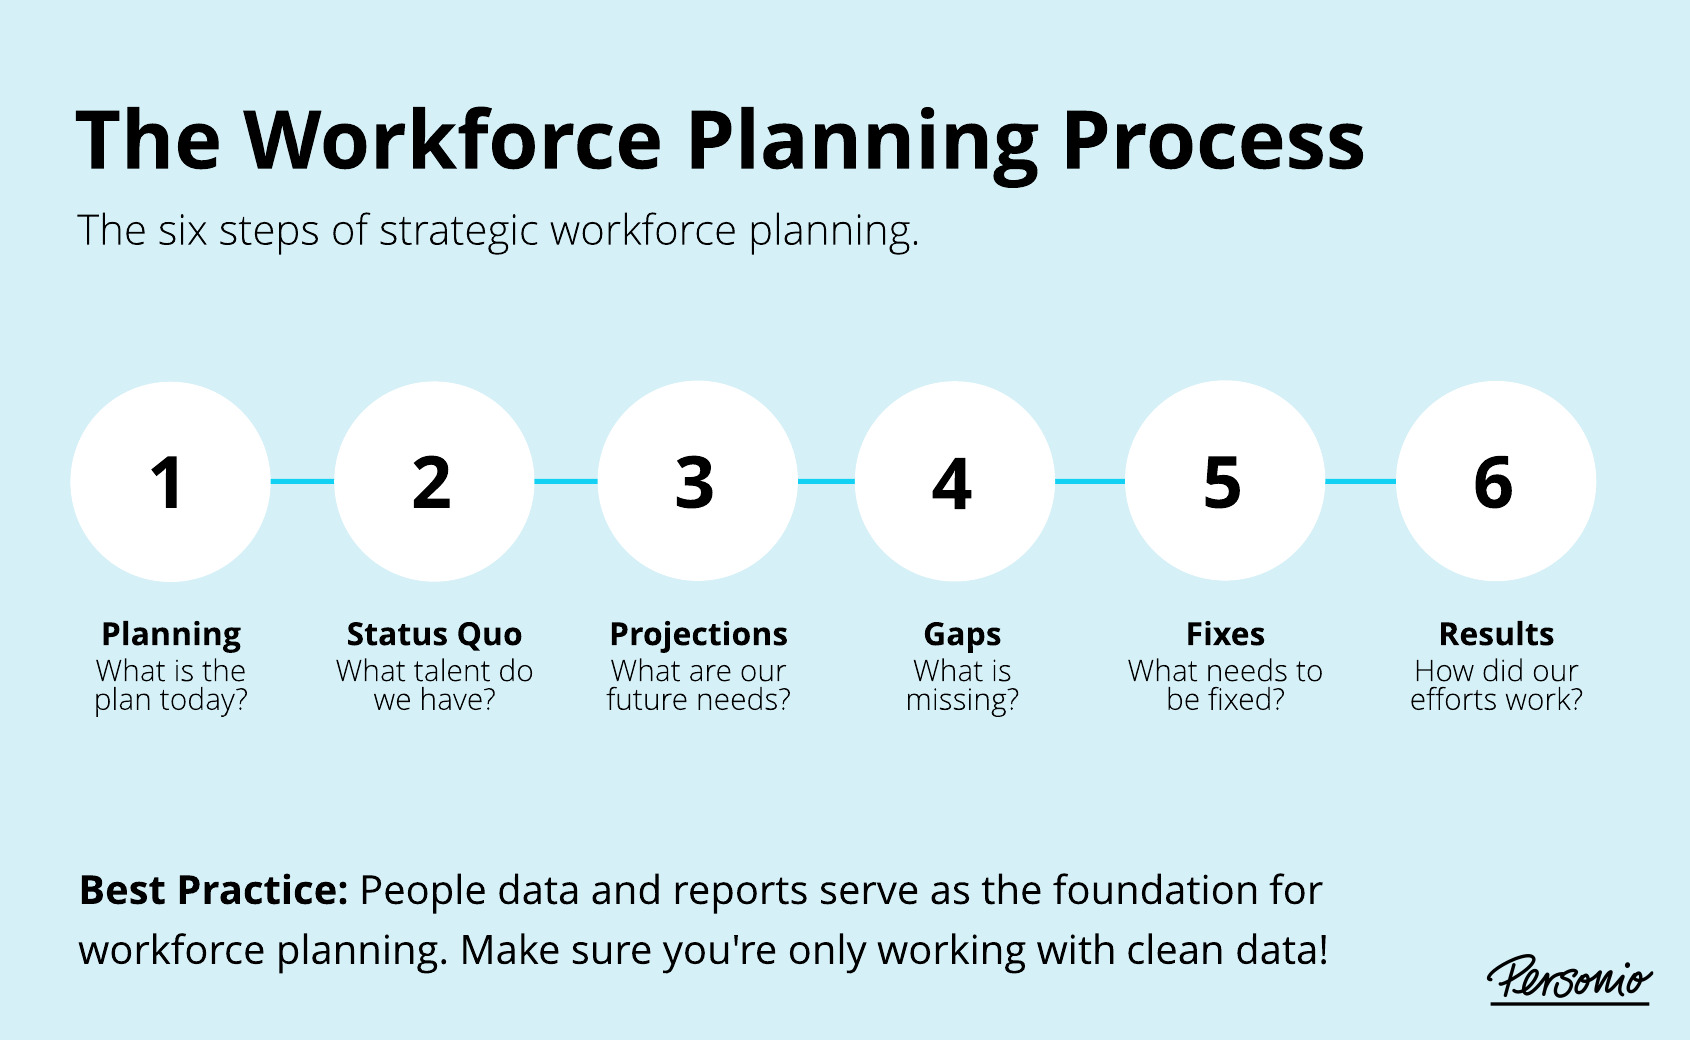 The Workforce Planning Process
The six steps of strategic workforce planning.
1
2
3
4
5
6
Planning
What is the
plan today?
Status Quo
What talent do
we have?
Projections
What are our
future needs?
Gaps
What is
missing?
Fixes
What needs to
be fixed?
Results
How did our
efforts work?
Best Practice: People data and reports serve as the foundation for
workforce planning. Make sure you're only working with clean data!
Personio